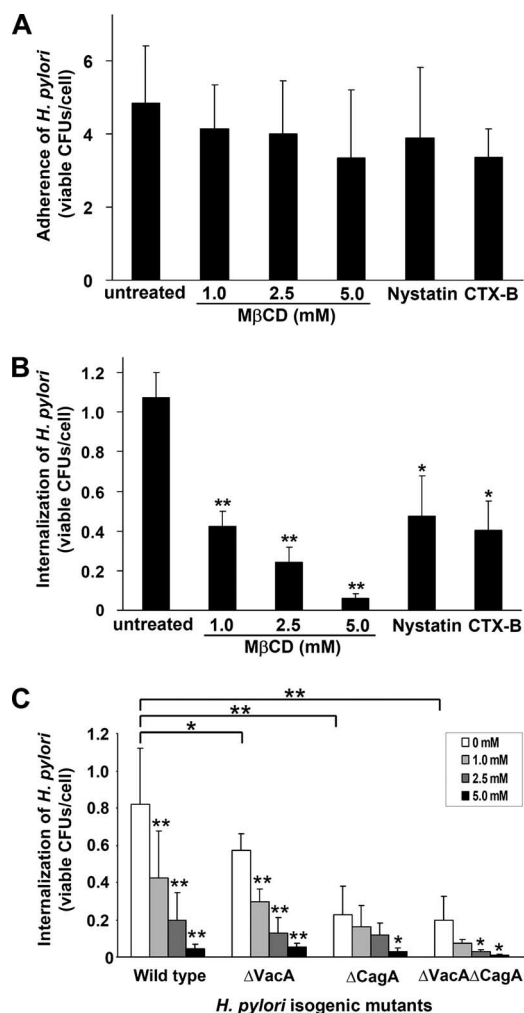 A
Adherence of H. pylori
(viable CFUs/cell)
6
4
2
0
untreated 1.0 2.5 5.0 Nystatin CTX-B
MβCD (mM)
B
Internalization of H. pylori
(viable CFUs/cell)
1.2
1.0
0.8
0.6
0.4
0.2
0
** ** ** * *
untreated 1.0 2.5 5.0 Nystatin CTX-B
MβCD (mM)
C
**
**
*
Internalization of H. pylori
(viable CFUs/cell)
1.2
1.0
0.8
0.6
0.4
0.2
0
0 mM
1.0 mM
2.5 mM
5.0 mM
** ** ** ** ** ** * * *
Wild type ΔVacA ΔCagA ΔVacAΔCagA
H. pylori isogenic mutants